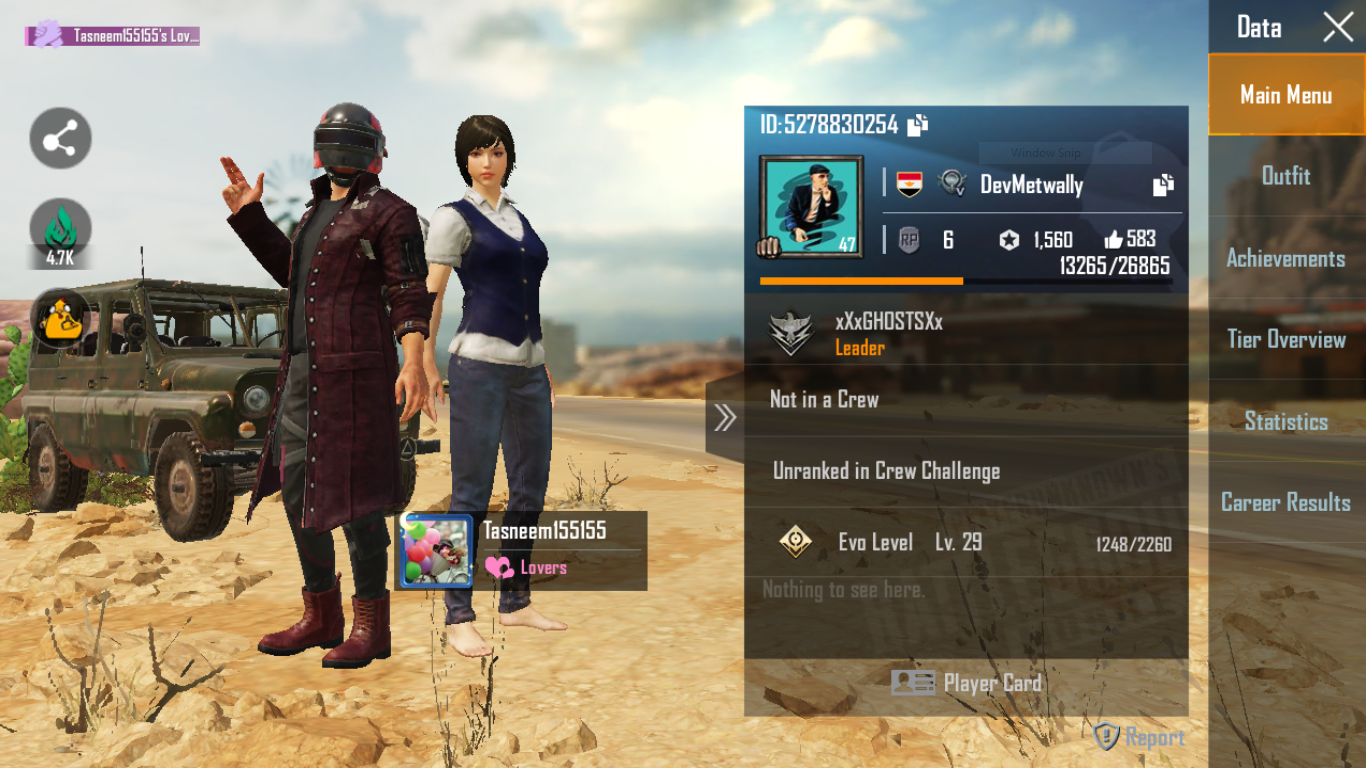 Tasneem155155's Lov...
4.7K
ID:5278830254
Window Snip
DevMetwally
47
RP 6 1,560 583
13265/26865
xXxGHOSTSXx
Leader
Not in a Crew
Unranked in Crew Challenge
Evo Level Lv. 29 1248/2260
Nothing to see here.
Player Card
Report
Tasneem155155
Lovers
Data
Main Menu
Outfit
Achievements
Tier Overview
Statistics
Career Results